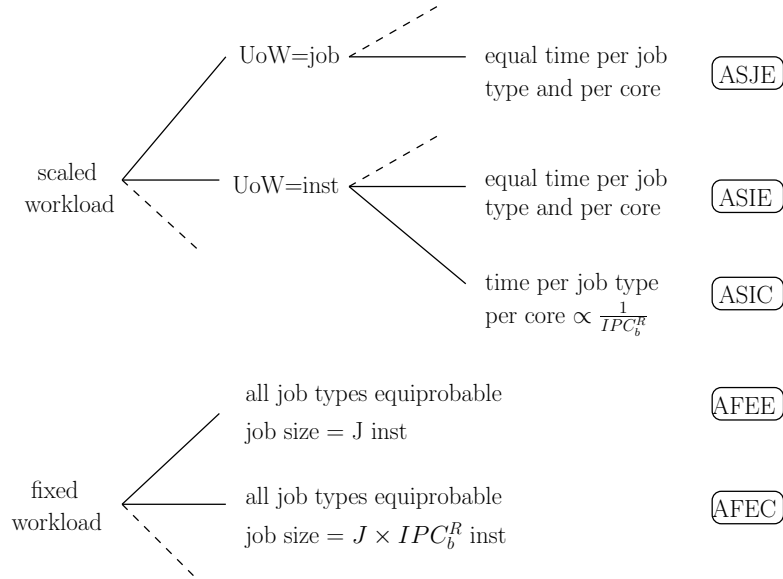 UoW=job
equal time per job
type and per core
ASJE
scaled
workload
UoW=inst
equal time per job
type and per core
ASIE
time per job type
per core ∝ 1/IPC_b^R
ASIC
all job types equiprobable
job size = J inst
AFEE
fixed
workload
all job types equiprobable
job size = J × IPC_b^R inst
AFEC